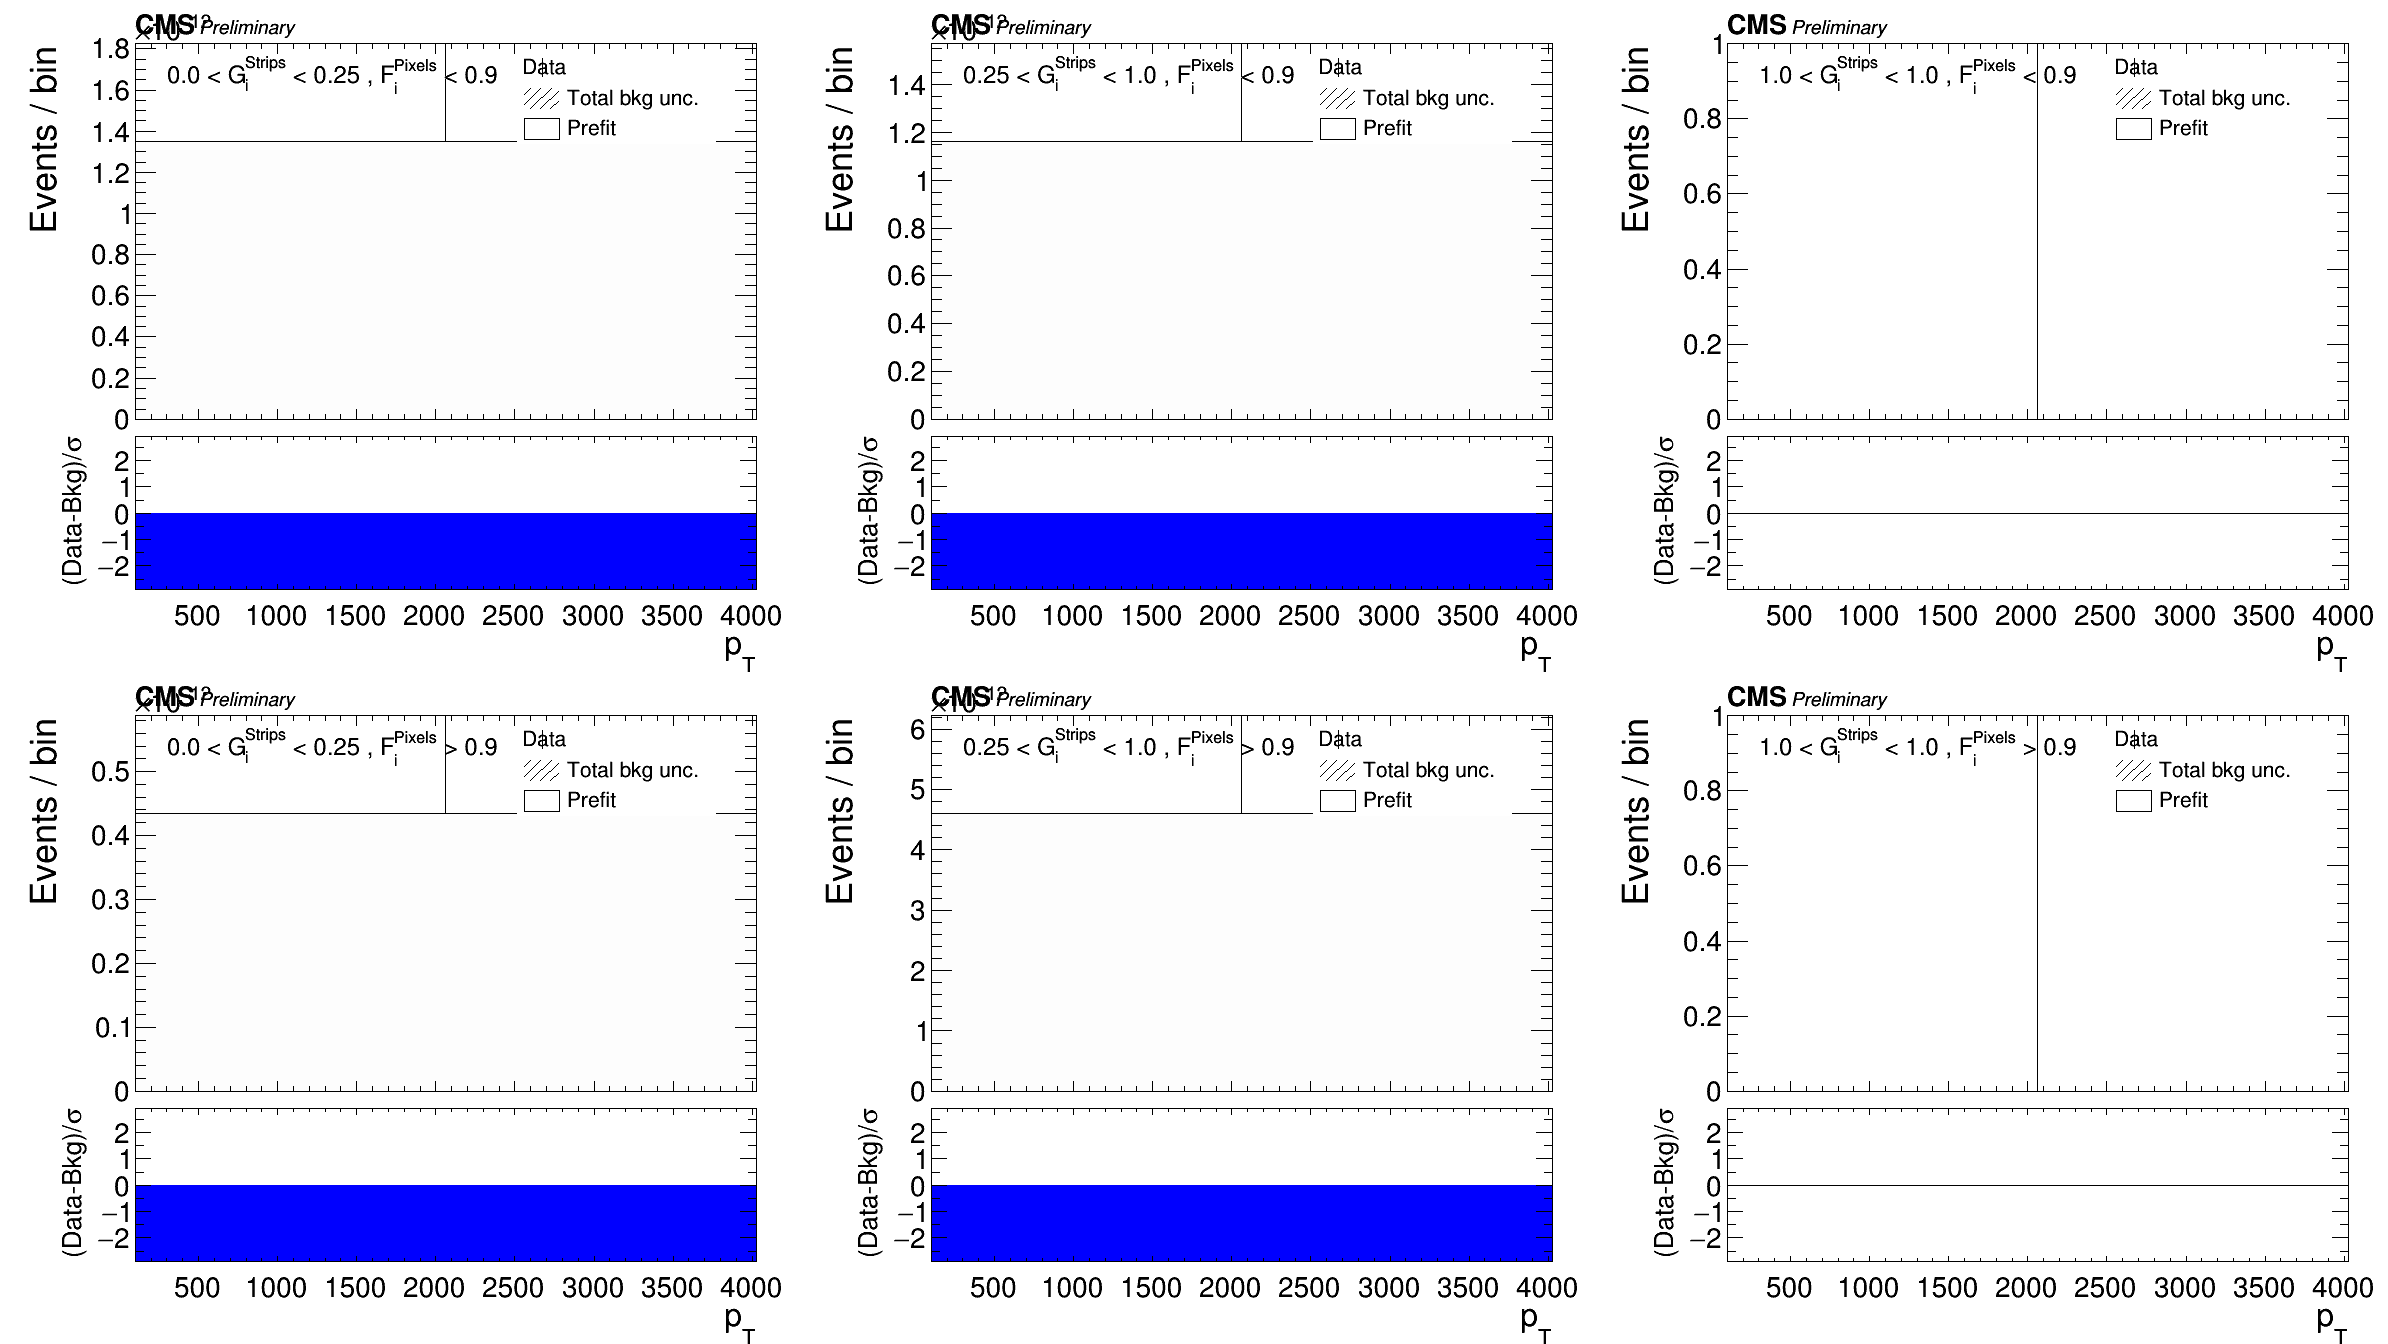 CMS Preliminary
Events / bin
1.8
1.6
1.4
1.2
1
0.8
0.6
0.4
0.2
0
0.0 < G_i^Strips < 0.25 , F_i^Pixels < 0.9
Data
Total bkg unc.
Prefit
(Data-Bkg)/σ
2
1
0
−1
−2
500 1000 1500 2000 2500 3000 3500 4000
p_T
CMS Preliminary
Events / bin
1.4
1.2
1
0.8
0.6
0.4
0.2
0
0.25 < G_i^Strips < 1.0 , F_i^Pixels < 0.9
Data
Total bkg unc.
Prefit
(Data-Bkg)/σ
2
1
0
−1
−2
500 1000 1500 2000 2500 3000 3500 4000
p_T
CMS Preliminary
Events / bin
1
0.8
0.6
0.4
0.2
0
1.0 < G_i^Strips < 1.0 , F_i^Pixels < 0.9
Data
Total bkg unc.
Prefit
(Data-Bkg)/σ
2
1
0
−1
−2
500 1000 1500 2000 2500 3000 3500 4000
p_T
CMS Preliminary
Events / bin
0.5
0.4
0.3
0.2
0.1
0
0.0 < G_i^Strips < 0.25 , F_i^Pixels > 0.9
Data
Total bkg unc.
Prefit
(Data-Bkg)/σ
2
1
0
−1
−2
500 1000 1500 2000 2500 3000 3500 4000
p_T
CMS Preliminary
Events / bin
6
5
4
3
2
1
0
0.25 < G_i^Strips < 1.0 , F_i^Pixels > 0.9
Data
Total bkg unc.
Prefit
(Data-Bkg)/σ
2
1
0
−1
−2
500 1000 1500 2000 2500 3000 3500 4000
p_T
CMS Preliminary
Events / bin
1
0.8
0.6
0.4
0.2
0
1.0 < G_i^Strips < 1.0 , F_i^Pixels > 0.9
Data
Total bkg unc.
Prefit
(Data-Bkg)/σ
2
1
0
−1
−2
500 1000 1500 2000 2500 3000 3500 4000
p_T